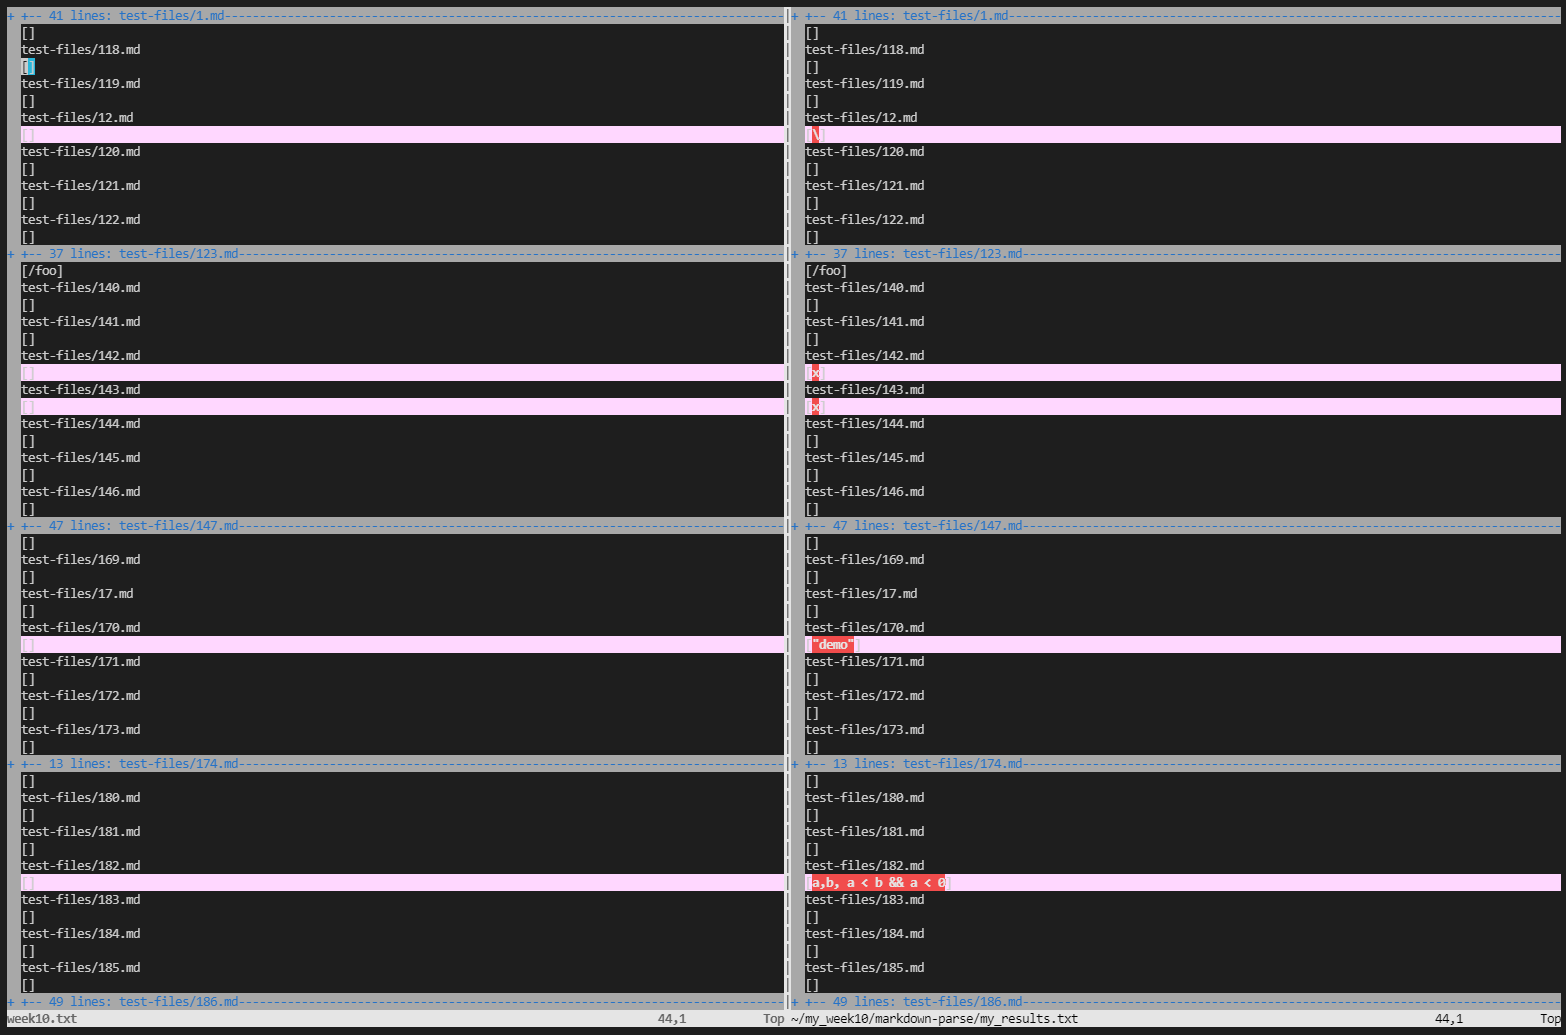 + +-- 41 lines: test-files/1.md-------------------------------------------------------------------------------
[]
test-files/118.md
[]
test-files/119.md
[]
test-files/12.md
[]
test-files/120.md
[]
test-files/121.md
[]
test-files/122.md
[]
+ +-- 37 lines: test-files/123.md-----------------------------------------------------------------------------
[/foo]
test-files/140.md
[]
test-files/141.md
[]
test-files/142.md
[]
test-files/143.md
[]
test-files/144.md
[]
test-files/145.md
[]
test-files/146.md
[]
+ +-- 47 lines: test-files/147.md-----------------------------------------------------------------------------
[]
test-files/169.md
[]
test-files/17.md
[]
test-files/170.md
[]
test-files/171.md
[]
test-files/172.md
[]
test-files/173.md
[]
+ +-- 13 lines: test-files/174.md-----------------------------------------------------------------------------
[]
test-files/180.md
[]
test-files/181.md
[]
test-files/182.md
[]
test-files/183.md
[]
test-files/184.md
[]
test-files/185.md
[]
+ +-- 49 lines: test-files/186.md-----------------------------------------------------------------------------
week10.txt 44,1 Top
+ +-- 41 lines: test-files/1.md-------------------------------------------------------------------------------
[]
test-files/118.md
[]
test-files/119.md
[]
test-files/12.md
[\]
test-files/120.md
[]
test-files/121.md
[]
test-files/122.md
[]
+ +-- 37 lines: test-files/123.md-----------------------------------------------------------------------------
[/foo]
test-files/140.md
[]
test-files/141.md
[]
test-files/142.md
[x]
test-files/143.md
[x]
test-files/144.md
[]
test-files/145.md
[]
test-files/146.md
[]
+ +-- 47 lines: test-files/147.md-----------------------------------------------------------------------------
[]
test-files/169.md
[]
test-files/17.md
[]
test-files/170.md
["demo"]
test-files/171.md
[]
test-files/172.md
[]
test-files/173.md
[]
+ +-- 13 lines: test-files/174.md-----------------------------------------------------------------------------
[]
test-files/180.md
[]
test-files/181.md
[]
test-files/182.md
[a,b, a < b && a < 0]
test-files/183.md
[]
test-files/184.md
[]
test-files/185.md
[]
+ +-- 49 lines: test-files/186.md-----------------------------------------------------------------------------
~/my_week10/markdown-parse/my_results.txt 44,1 Top